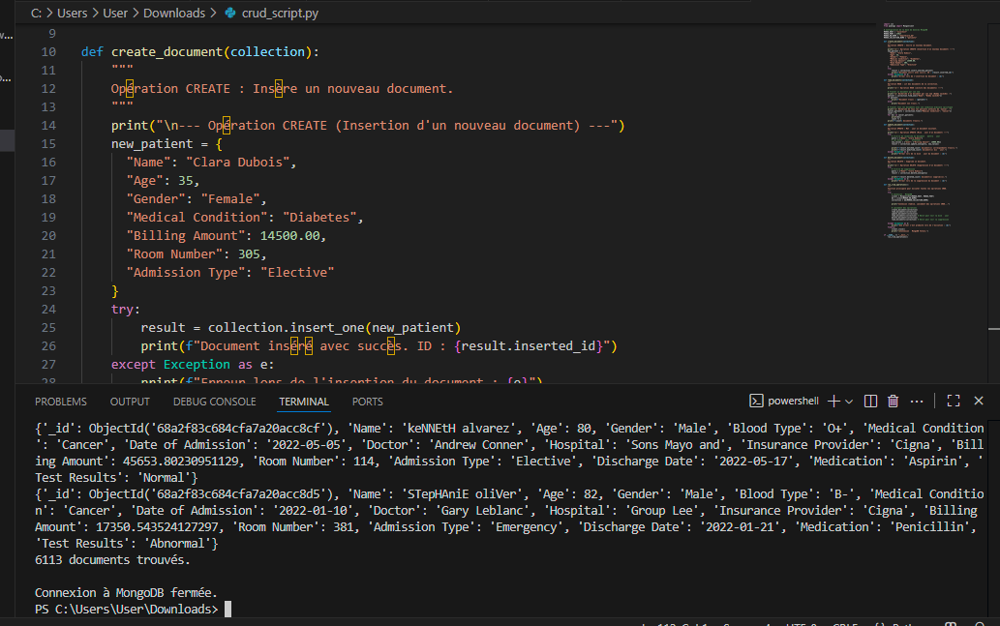 C: > Users > User > Downloads > crud_script.py
9
10 def create_document(collection):
11 """
12 Opération CREATE : Insère un nouveau document.
13 """
14 print("\n--- Opération CREATE (Insertion d'un nouveau document) ---")
15 new_patient = {
16 "Name": "Clara Dubois",
17 "Age": 35,
18 "Gender": "Female",
19 "Medical Condition": "Diabetes",
20 "Billing Amount": 14500.00,
21 "Room Number": 305,
22 "Admission Type": "Elective"
23 }
24 try:
25 result = collection.insert_one(new_patient)
26 print(f"Document inséré avec succès. ID : {result.inserted_id}")
27 except Exception as e:
28 print(f"Erreur lors de l'insertion du document : {e}")
PROBLEMS OUTPUT DEBUG CONSOLE TERMINAL PORTS powershell
{'_id': ObjectId('68a2f83c684cfa7a20acc8cf'), 'Name': 'keNNEtH alvarez', 'Age': 80, 'Gender': 'Male', 'Blood Type': 'O+', 'Medical Condition
': 'Cancer', 'Date of Admission': '2022-05-05', 'Doctor': 'Andrew Conner', 'Hospital': 'Sons Mayo and', 'Insurance Provider': 'Cigna', 'Bill
ing Amount': 45653.80230951129, 'Room Number': 114, 'Admission Type': 'Elective', 'Discharge Date': '2022-05-17', 'Medication': 'Aspirin', '
Test Results': 'Normal'}
{'_id': ObjectId('68a2f83c684cfa7a20acc8d5'), 'Name': 'STepHAniE oliVer', 'Age': 82, 'Gender': 'Male', 'Blood Type': 'B-', 'Medical Conditio
n': 'Cancer', 'Date of Admission': '2022-01-10', 'Doctor': 'Gary Leblanc', 'Hospital': 'Group Lee', 'Insurance Provider': 'Cigna', 'Billing
Amount': 17350.543524127297, 'Room Number': 381, 'Admission Type': 'Emergency', 'Discharge Date': '2022-01-21', 'Medication': 'Penicillin',
'Test Results': 'Abnormal'}
6113 documents trouvés.
Connexion à MongoDB fermée.
PS C:\Users\User\Downloads>